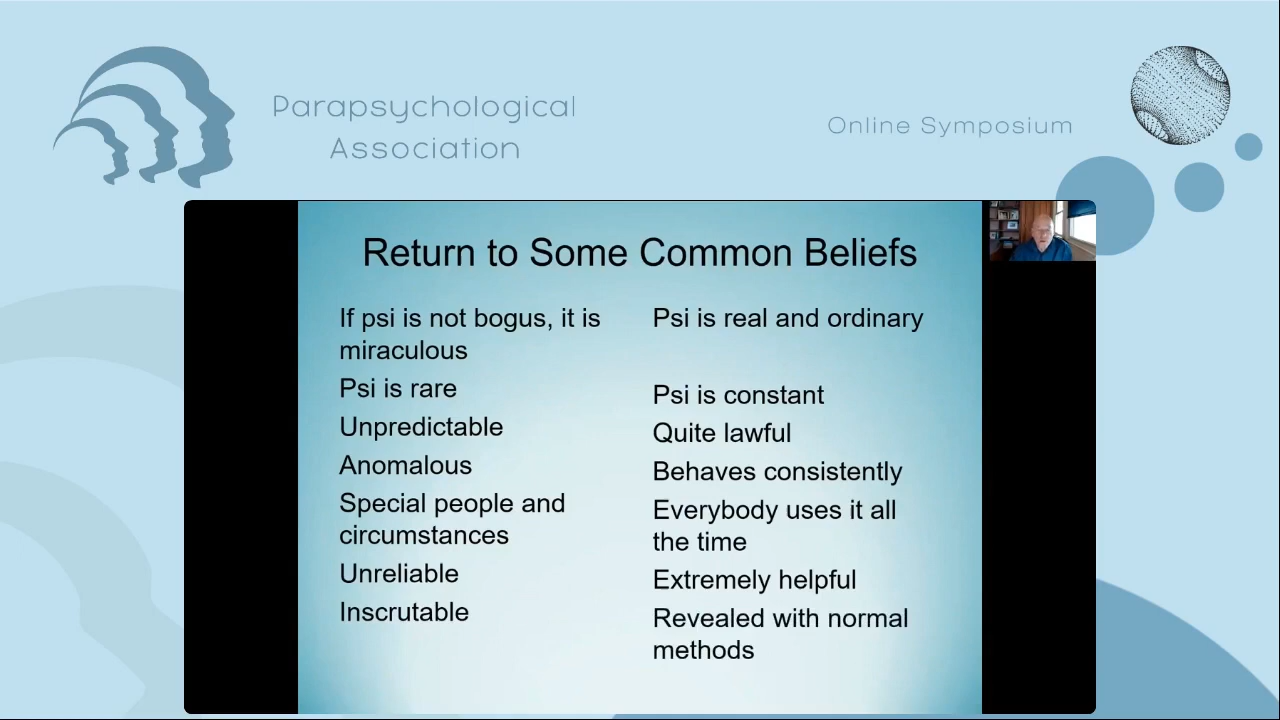 Parapsychological
Association
Online Symposium
Return to Some Common Beliefs
If psi is not bogus, it is
miraculous
Psi is rare
Unpredictable
Anomalous
Special people and
circumstances
Unreliable
Inscrutable
Psi is real and ordinary
Psi is constant
Quite lawful
Behaves consistently
Everybody uses it all
the time
Extremely helpful
Revealed with normal
methods